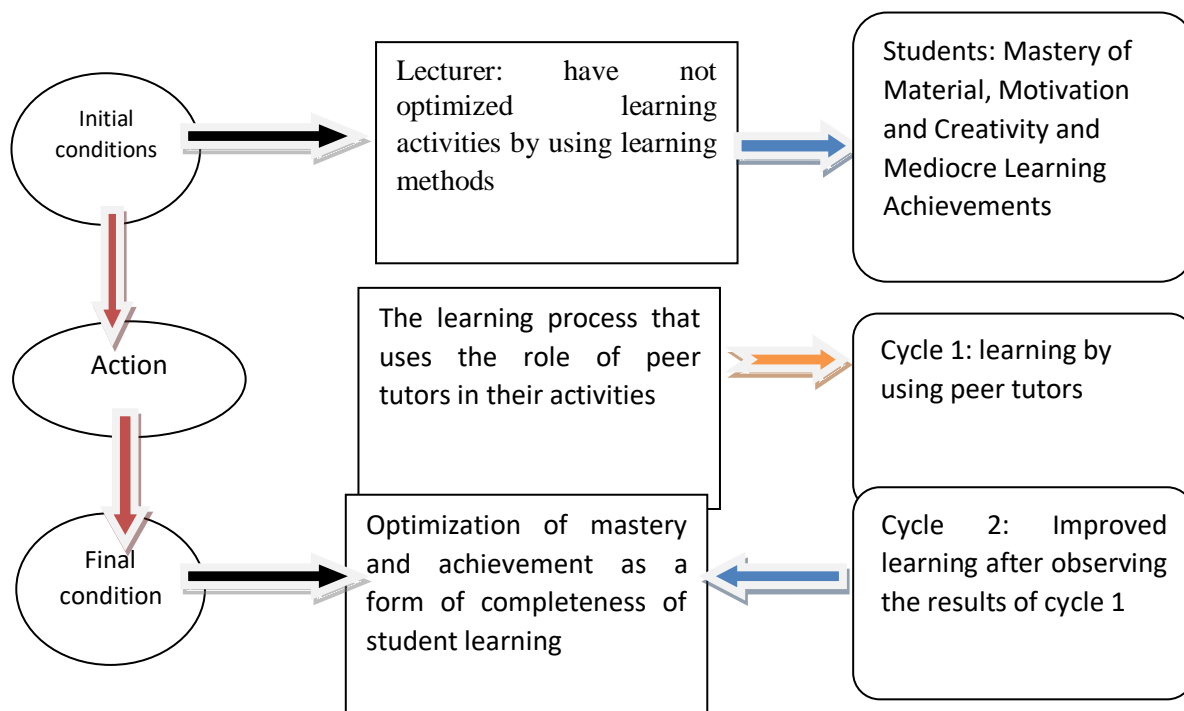 Initial
conditions
Lecturer: have not
optimized learning
activities by using learning
methods
Students: Mastery of
Material, Motivation
and Creativity and
Mediocre Learning
Achievements
Action
The learning process that
uses the role of peer
tutors in their activities
Cycle 1: learning by
using peer tutors
Final
condition
Optimization of mastery
and achievement as a
form of completeness of
student learning
Cycle 2: Improved
learning after observing
the results of cycle 1